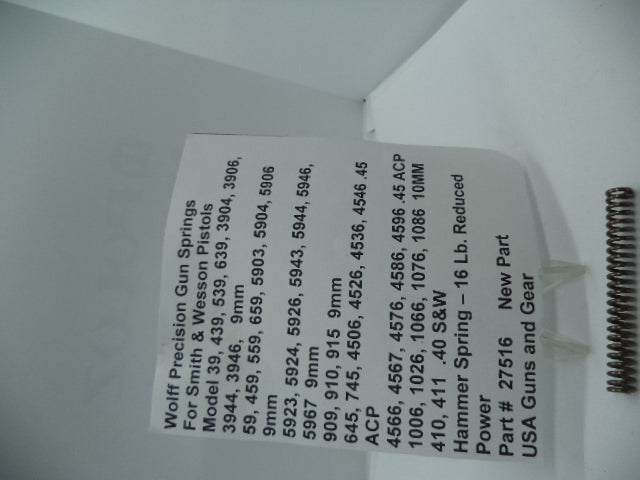 Wolff Precision Gun Springs
For Smith & Wesson Pistols
Model 39, 439, 539, 639, 3904, 3906,
3944, 3946, 9mm
59, 459, 559, 659, 5903, 5904, 5906
9mm
5923, 5924, 5926, 5943, 5944, 5946,
5967 9mm
909, 910, 915 9mm
645, 745, 4506, 4526, 4536, 4546 .45
ACP
4566, 4567, 4576, 4586, 4596 .45 ACP
1006, 1026, 1066, 1076, 1086 10MM
410, 411 .40 S&W
Hammer Spring – 16 Lb. Reduced
Power
Part # 27516 New Part
USA Guns and Gear